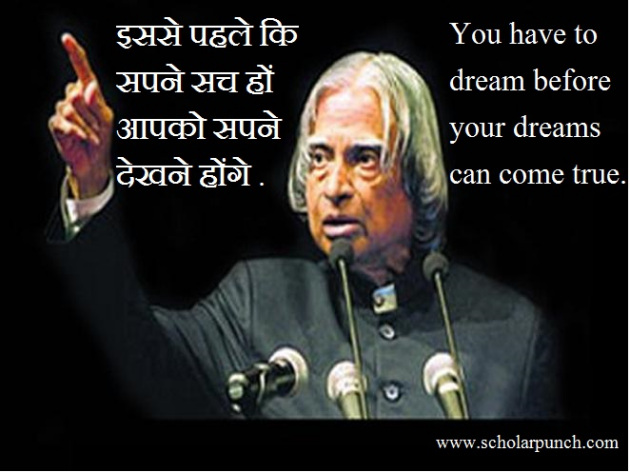 इससे पहले कि
सपने सच हों
आपको सपने
देखने होंगे .
You have to
dream before
your dreams
can come true.
www.scholarpunch.com